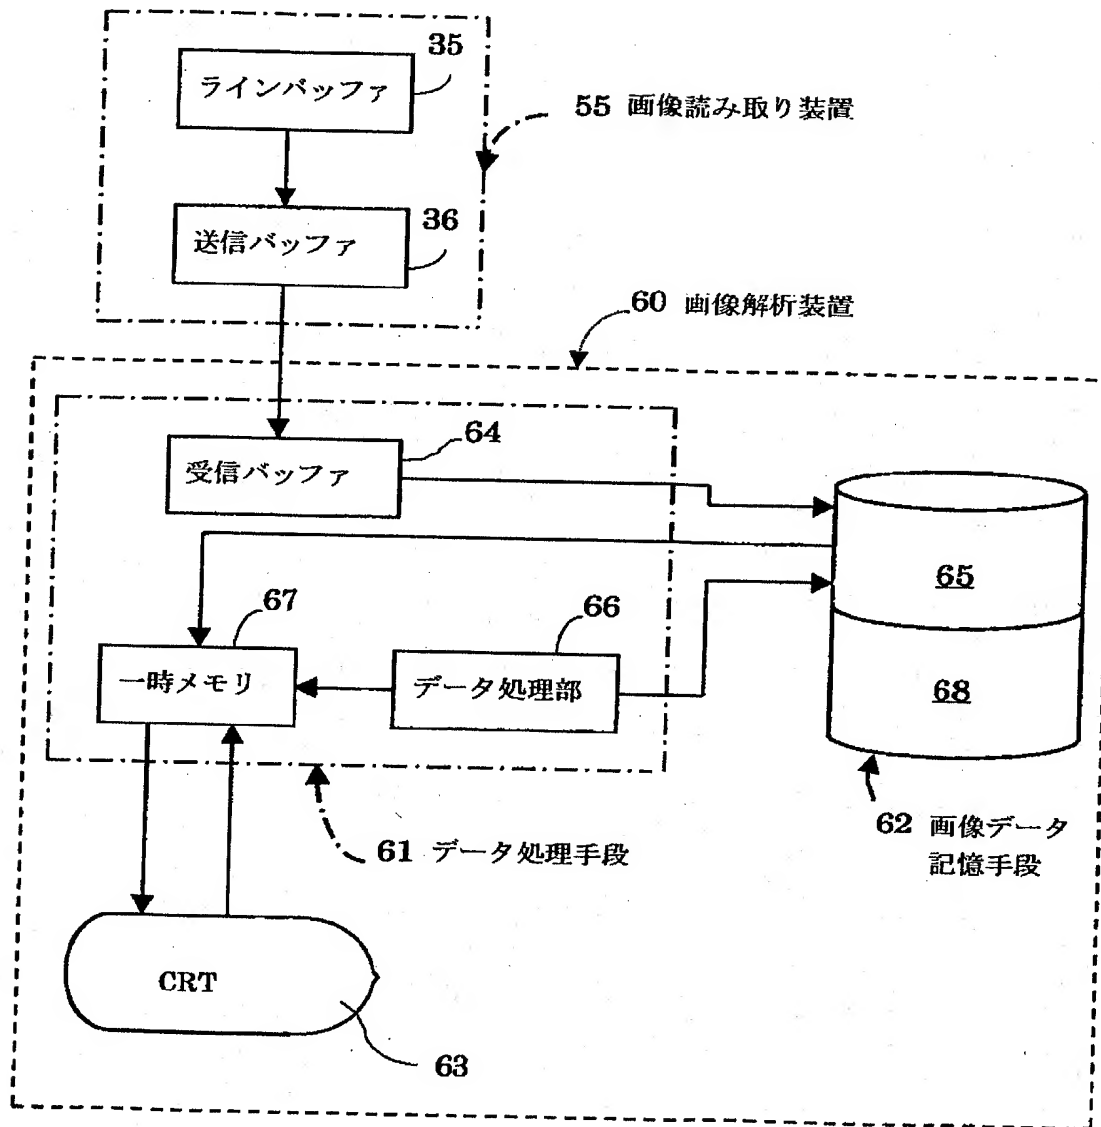 35
ラインバッファ
55 画像読み取り装置
36
送信バッファ
60 画像解析装置
64
受信バッファ
65
67
66
一時メモリ
データ処理部
68
61 データ処理手段
62 画像データ
記憶手段
CRT
63